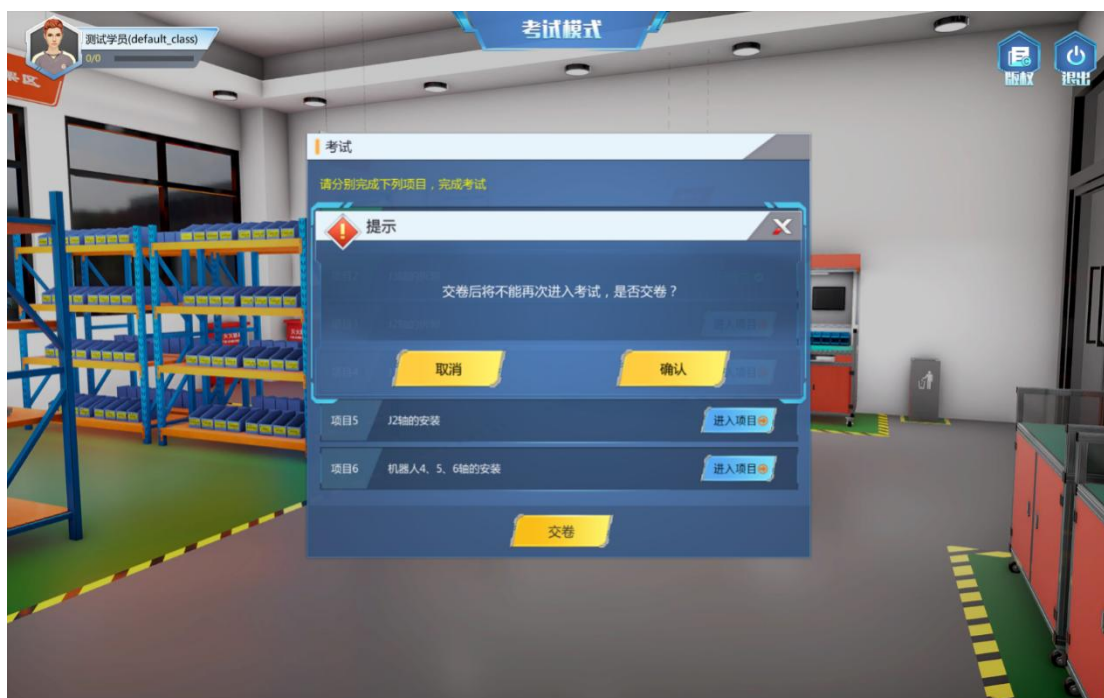 考试模式
测试学员(default_class)
0/0
版权
退出
考试
请分别完成下列项目，完成考试
提示
交卷后将不能再次进入考试，是否交卷？
取消
确认
项目5 J2轴的安装 进入项目
项目6 机器人4、5、6轴的安装 进入项目
交卷